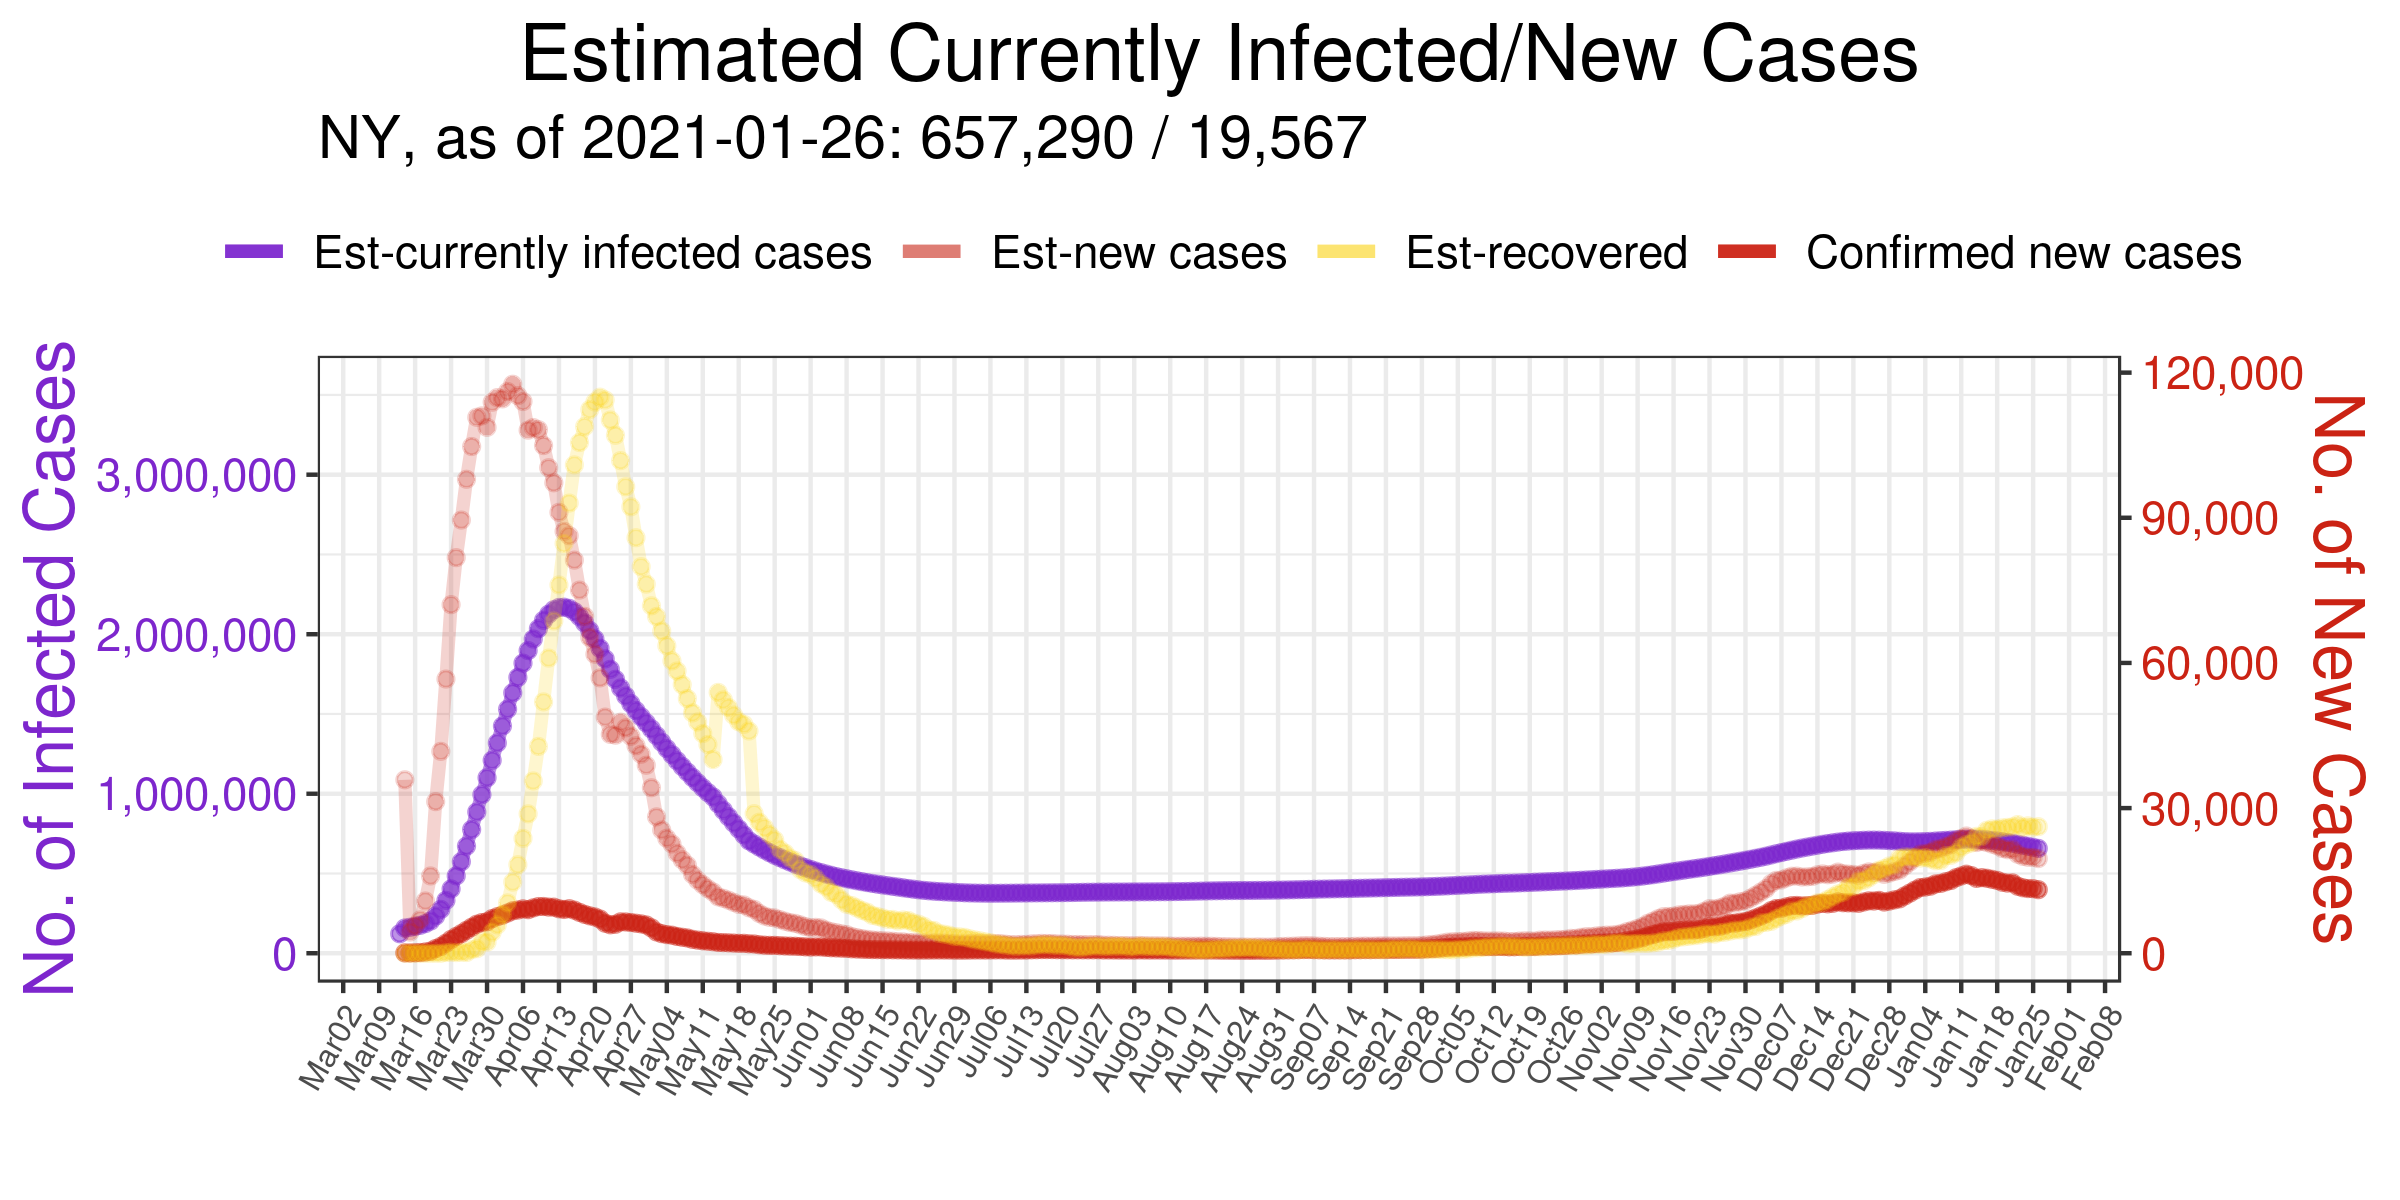 Estimated Currently Infected/New Cases
NY, as of 2021-01-26: 657,290 / 19,567
Est-currently infected cases Est-new cases Est-recovered Confirmed new cases
No. of Infected Cases
3,000,000
2,000,000
1,000,000
0
120,000
90,000
60,000
30,000
0
No. of New Cases
Mar02 Mar09 Mar16 Mar23 Mar30 Apr06 Apr13 Apr20 Apr27 May04 May11 May18 May25 Jun01 Jun08 Jun15 Jun22 Jun29 Jul06 Jul13 Jul20 Jul27 Aug03 Aug10 Aug17 Aug24 Aug31 Sep07 Sep14 Sep21 Sep28 Oct05 Oct12 Oct19 Oct26 Nov02 Nov09 Nov16 Nov23 Nov30 Dec07 Dec14 Dec21 Dec28 Jan04 Jan11 Jan18 Jan25 Feb01 Feb08